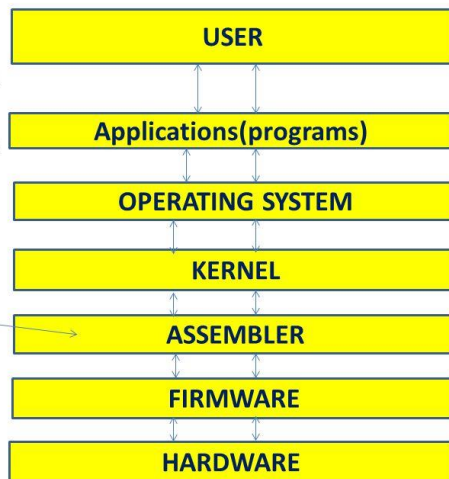 USER
Applications(programs)
OPERATING SYSTEM
KERNEL
ASSEMBLER
FIRMWARE
HARDWARE